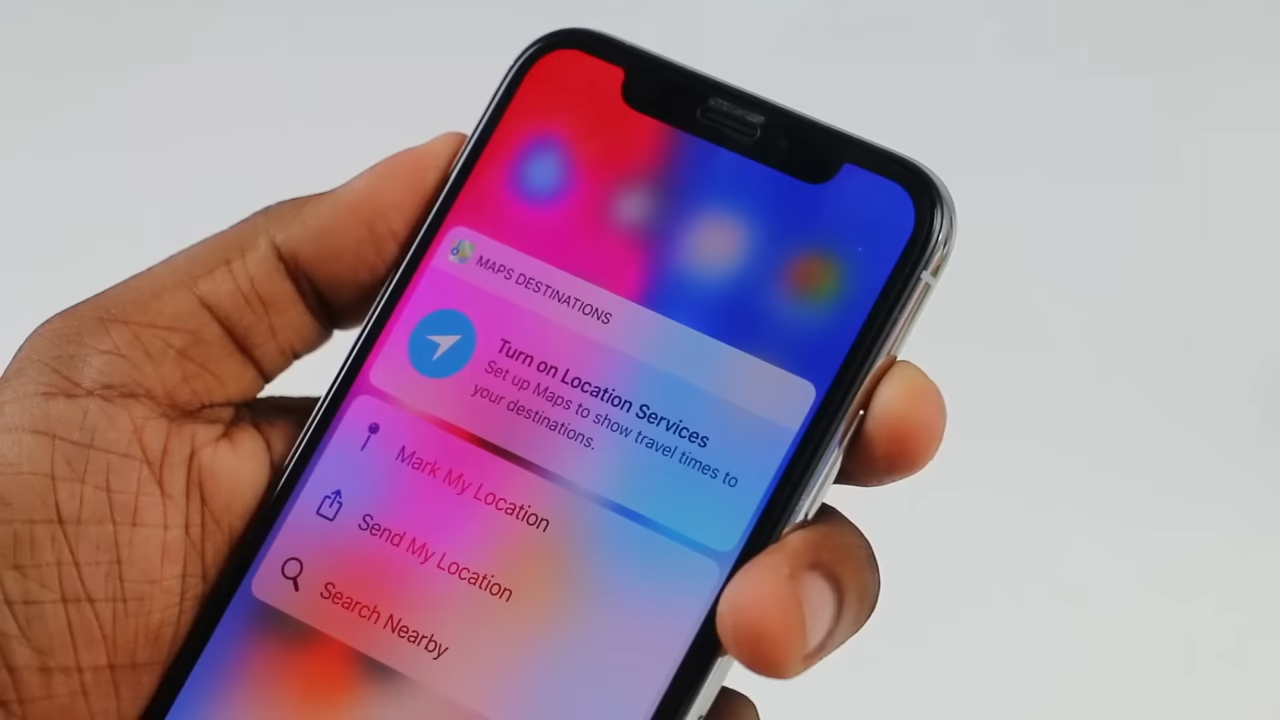 MAPS DESTINATIONS
Turn on Location Services
Set up Maps to show travel times to
your destinations.
Mark My Location
Send My Location
Search Nearby